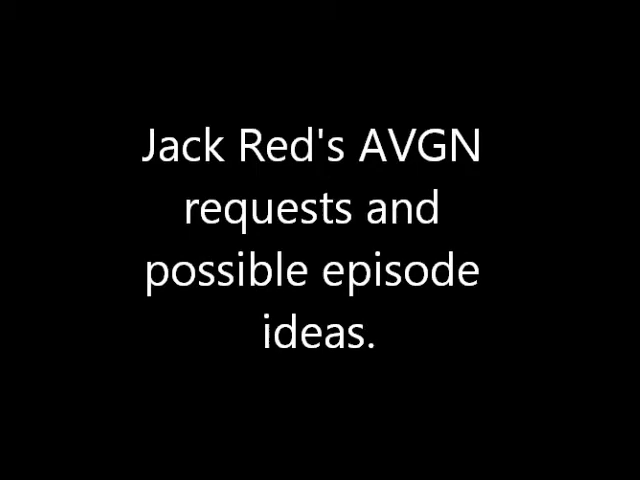 Jack Red's AVGN
requests and
possible episode
ideas.